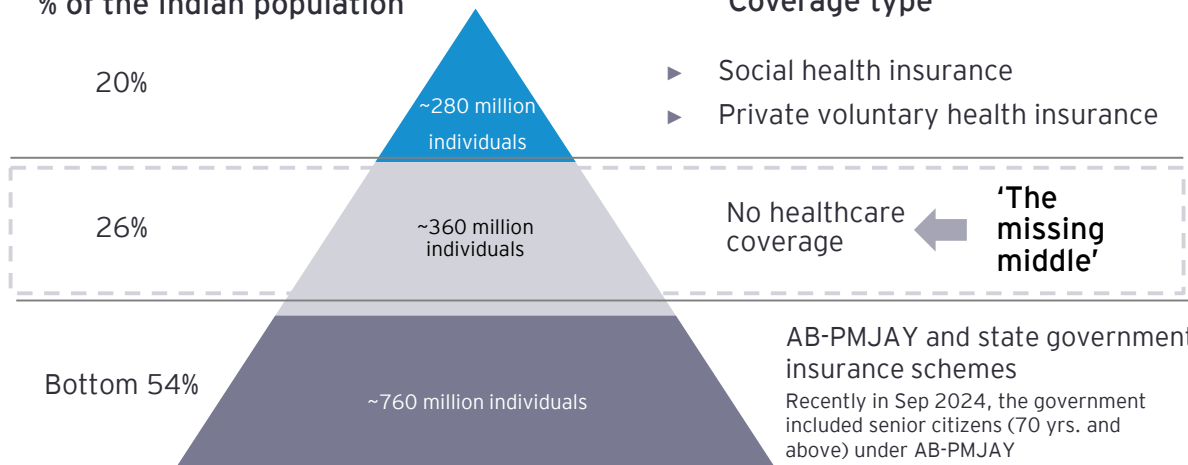 % of the Indian population
Coverage type
20%
~280 million
individuals
► Social health insurance
► Private voluntary health insurance
26%
~360 million
individuals
No healthcare
coverage
‘The
missing
middle’
Bottom 54%
~760 million individuals
AB-PMJAY and state government
insurance schemes
Recently in Sep 2024, the government
included senior citizens (70 yrs. and
above) under AB-PMJAY